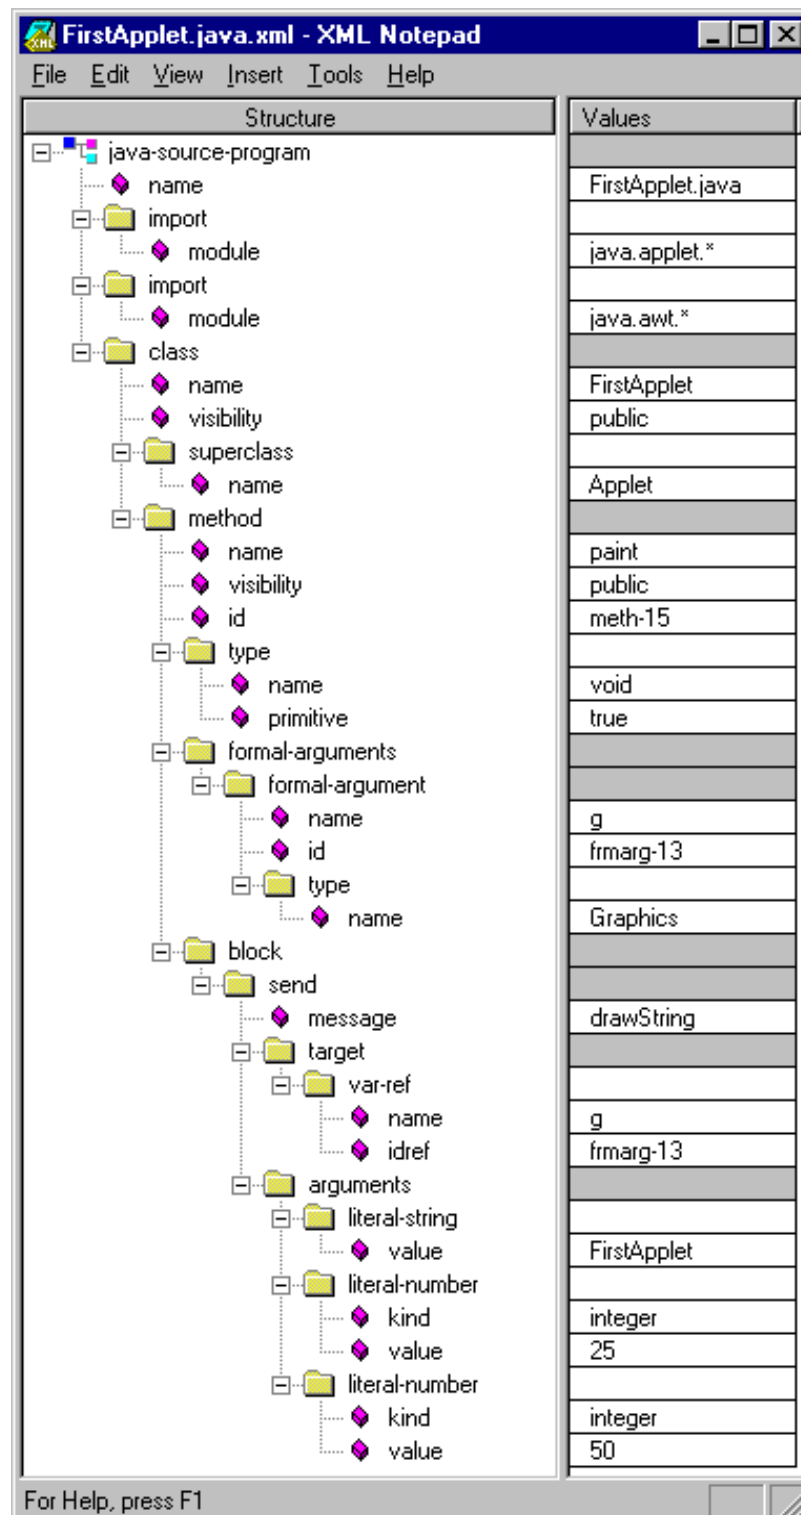 FirstApplet.java.xml - XML Notepad
File Edit View Insert Tools Help
Structure Values
java-source-program
name FirstApplet.java
import
module java.applet.*
import
module java.awt.*
class
name FirstApplet
visibility public
superclass
name Applet
method
name paint
visibility public
id meth-15
type
name void
primitive true
formal-arguments
formal-argument
name g
id frmarg-13
type
name Graphics
block
send
message drawString
target
var-ref
name g
idref frmarg-13
arguments
literal-string
value FirstApplet
literal-number
kind integer
value 25
literal-number
kind integer
value 50
For Help, press F1